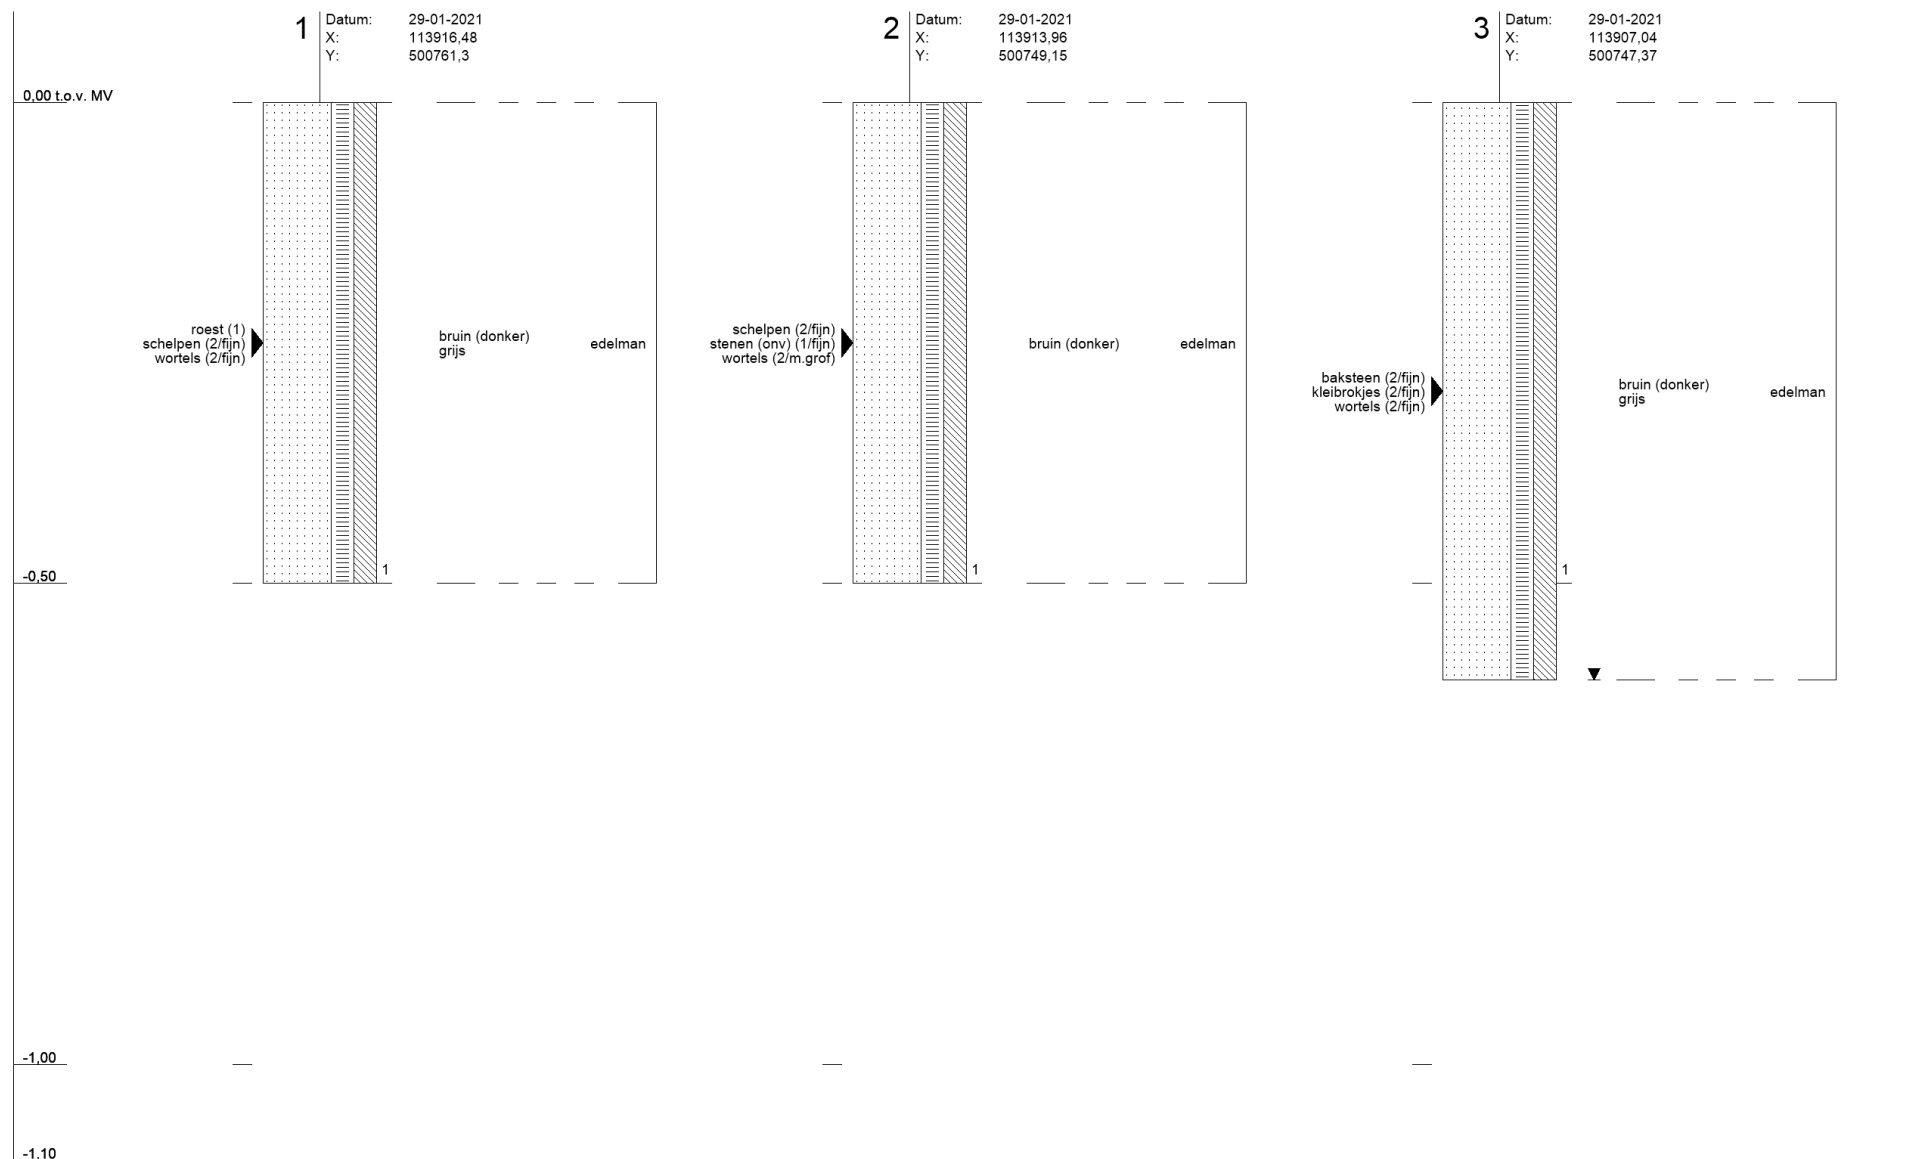 1
Datum: 29-01-2021
X: 113916,48
Y: 500761,3
2
Datum: 29-01-2021
X: 113913,96
Y: 500749,15
3
Datum: 29-01-2021
X: 113907,04
Y: 500747,37
0,00 t.o.v. MV
roest (1)
schelpen (2/fijn)
wortels (2/fijn)
bruin (donker)
grijs
edelman
1
schelpen (2/fijn)
stenen (onv) (1/fijn)
wortels (2/m.grof)
bruin (donker)
edelman
1
baksteen (2/fijn)
kleibrokjes (2/fijn)
wortels (2/fijn)
bruin (donker)
grijs
edelman
1
-0,50
-1,00
-1,10